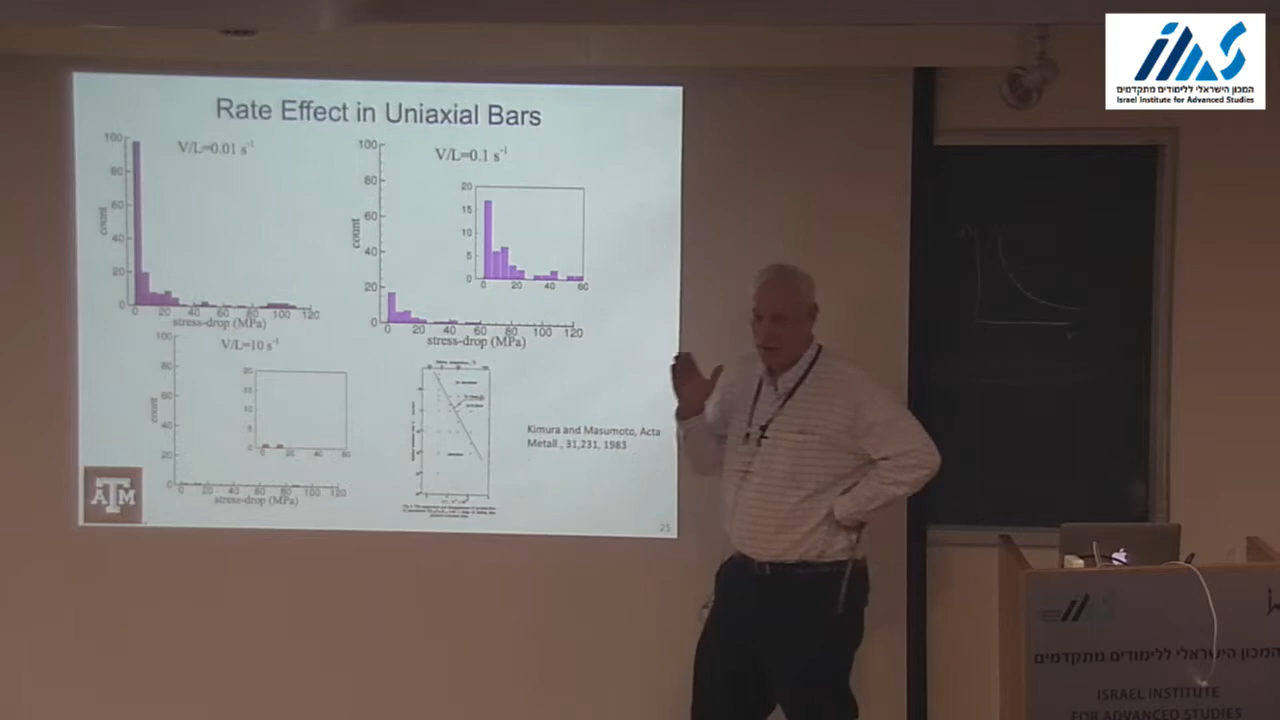 המכון הישראלי ללימודים מתקדמים
Israel Institute for Advanced Studies
Rate Effect in Uniaxial Bars
V/L=0.01 s-1
100
80
60
40
20
0
count
0 20 40 60 80 100 120
stress-drop (MPa)
V/L=0.1 s-1
100
80
60
40
20
0
count
20
15
10
5
0
0 20 40 60
0 20 40 60 80 100 120
stress-drop (MPa)
V/L=10 s-1
100
80
60
40
20
0
count
20
15
10
5
0
0 20 40 60
0 20 40 60 80 100 120
stress-drop (MPa)
Kimura and Masumoto, Acta
Metall., 31,231, 1983
ATM
25
המכון הישראלי ללימודים מתקדמים
ISRAEL INSTITUTE
FOR ADVANCED STUDIES